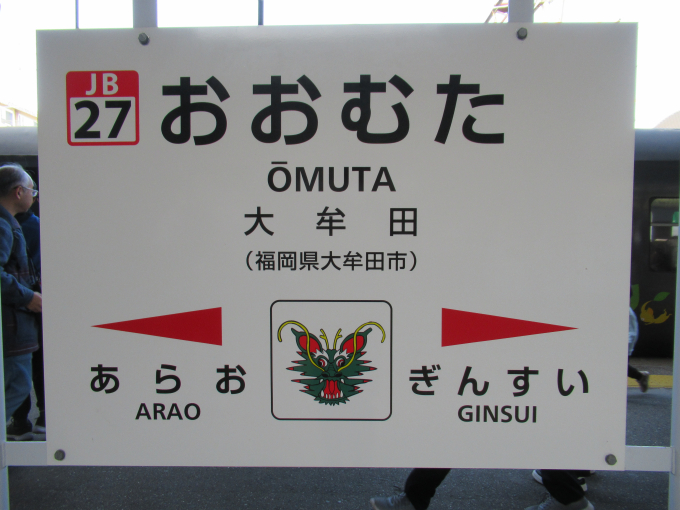 JB
27
おおむた
ŌMUTA
大牟田
(福岡県大牟田市)
あらお
ARAO
ぎんすい
GINSUI